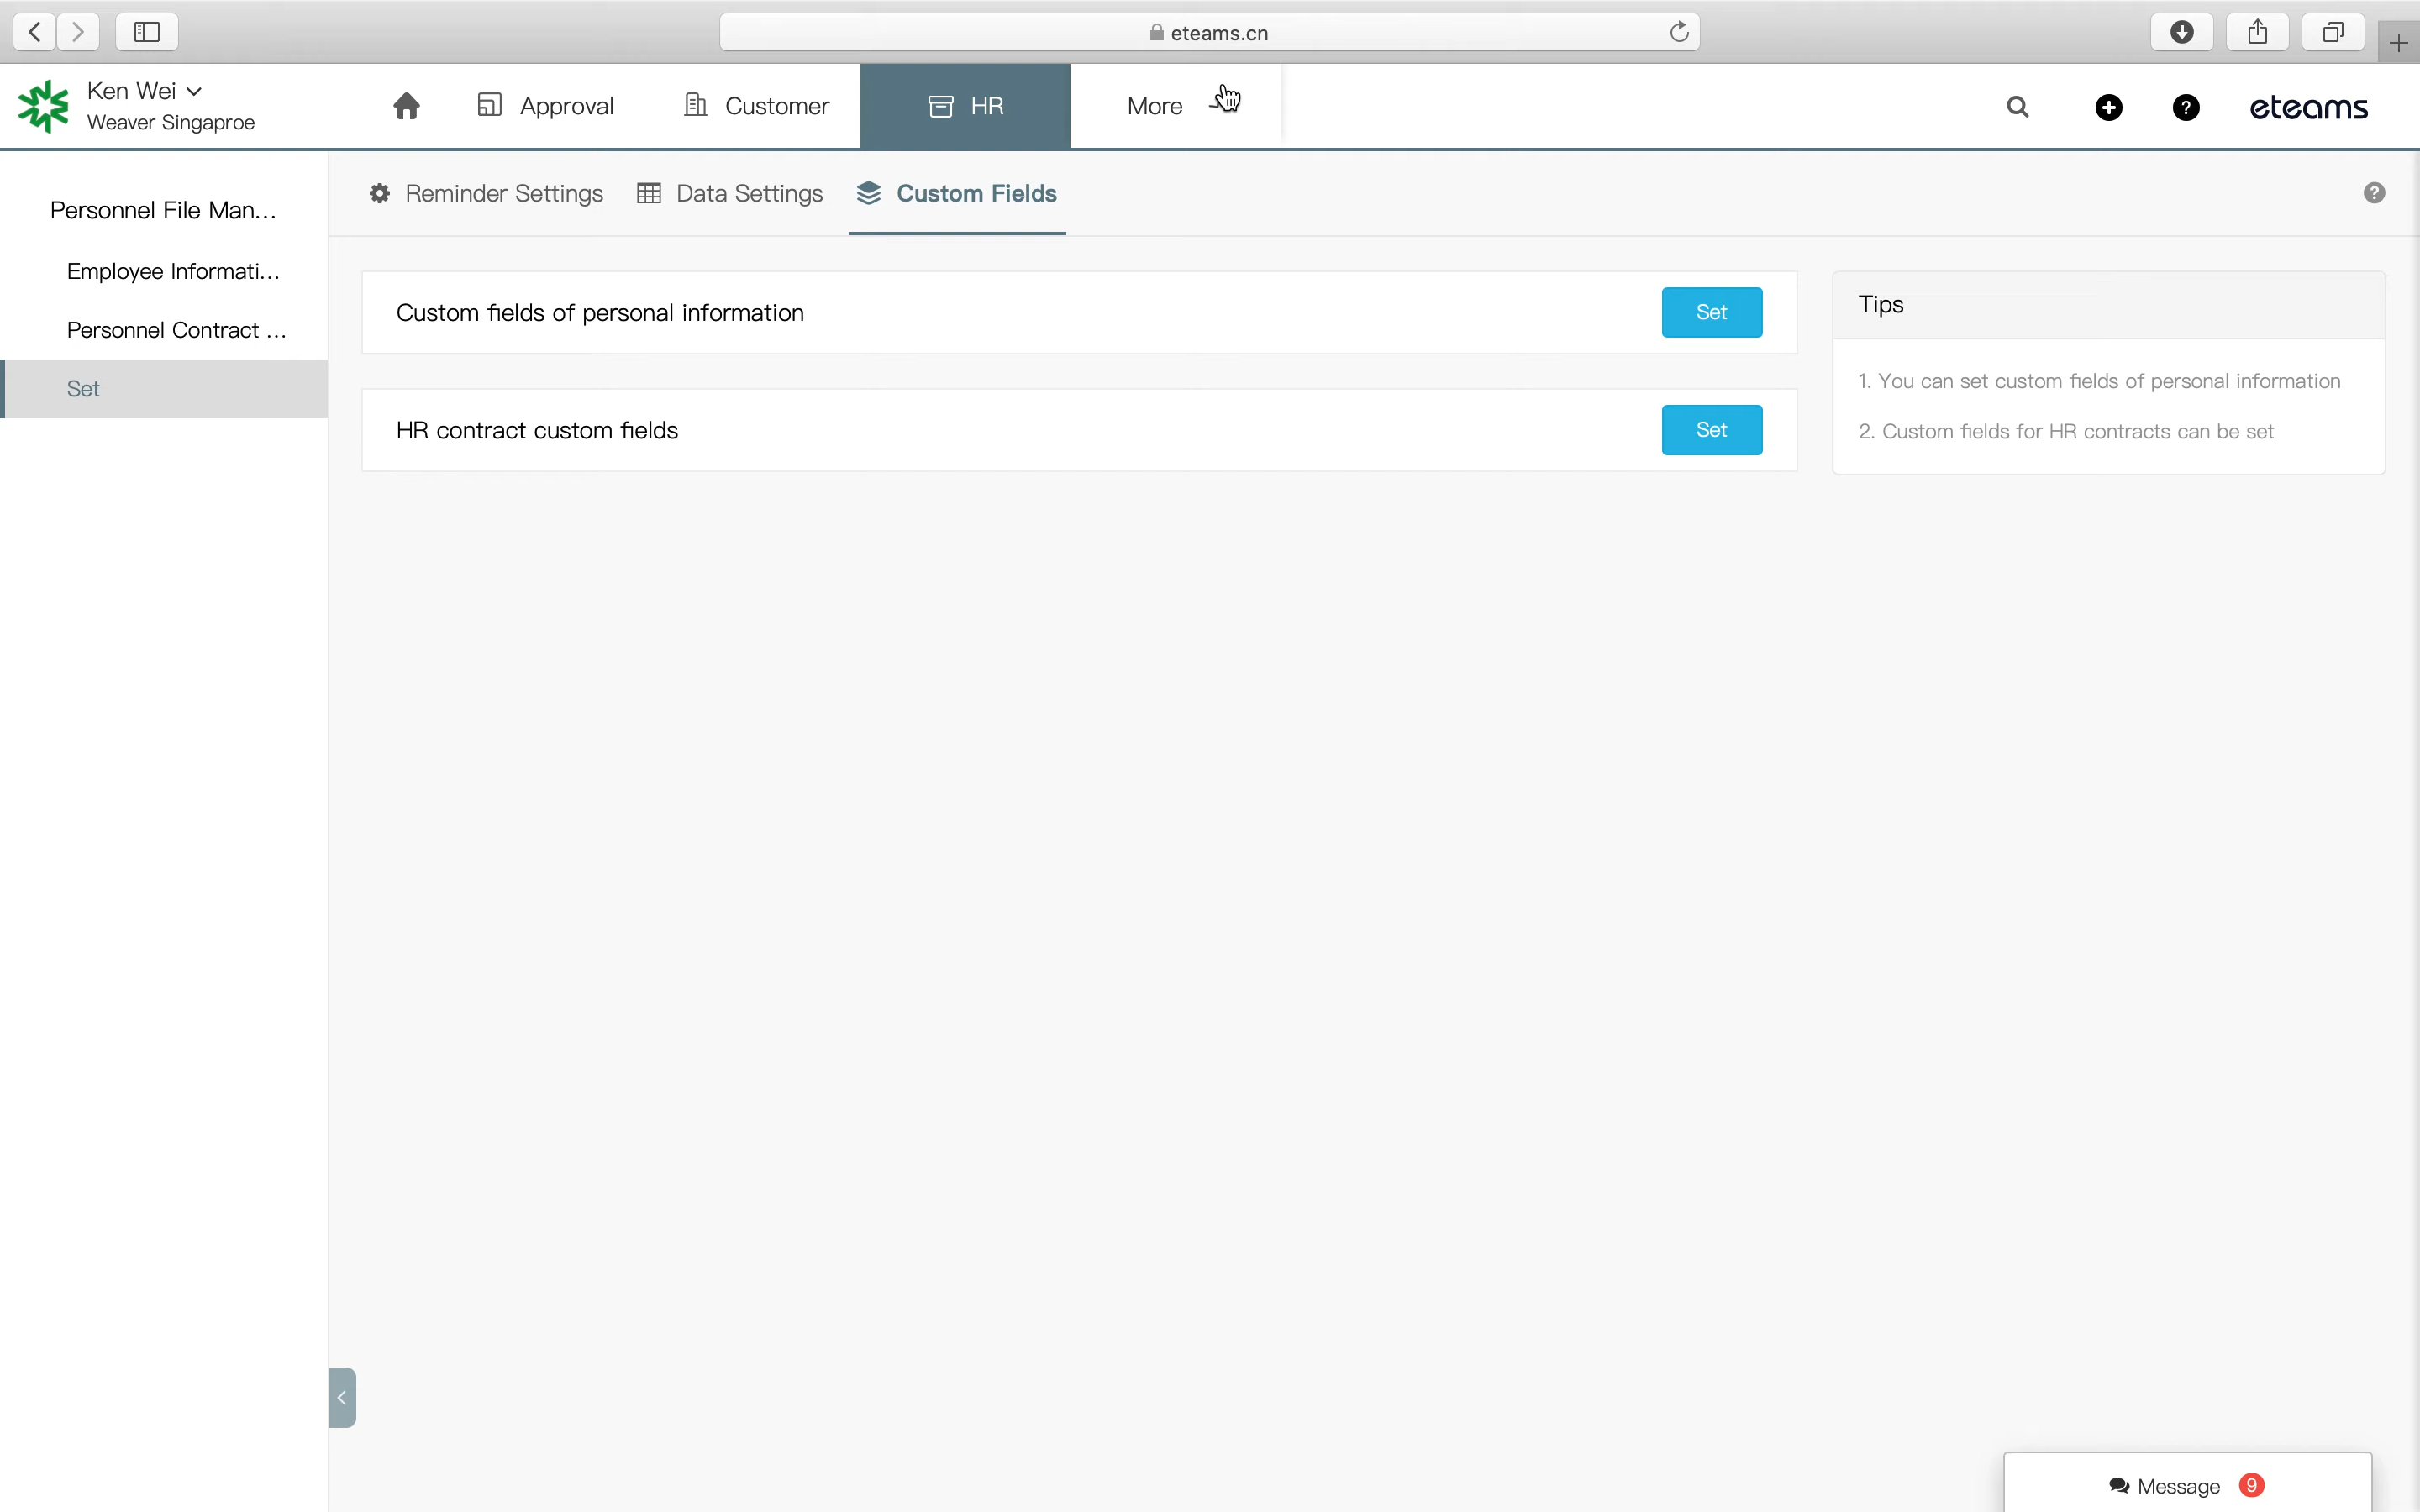 eteams.cn
Ken Wei
Weaver Singaproe
Approval
Customer
HR
More
eteams
Personnel File Man...
Employee Informati...
Personnel Contract ...
Set
Reminder Settings
Data Settings
Custom Fields
Custom fields of personal information
Set
HR contract custom fields
Set
Tips
1. You can set custom fields of personal information
2. Custom fields for HR contracts can be set
Message 9